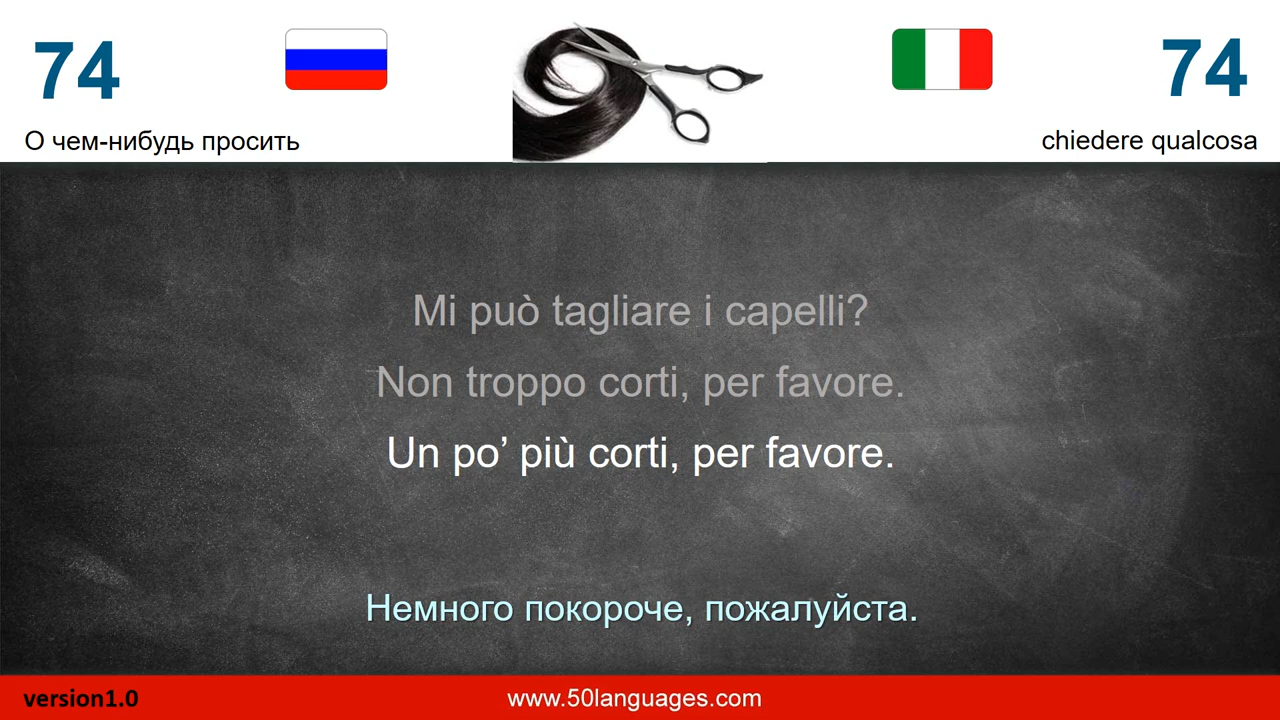 74
74
О чем-нибудь просить
chiedere qualcosa
Mi può tagliare i capelli?
Non troppo corti, per favore.
Un po’ più corti, per favore.
Немного покороче, пожалуйста.
version1.0
www.50languages.com